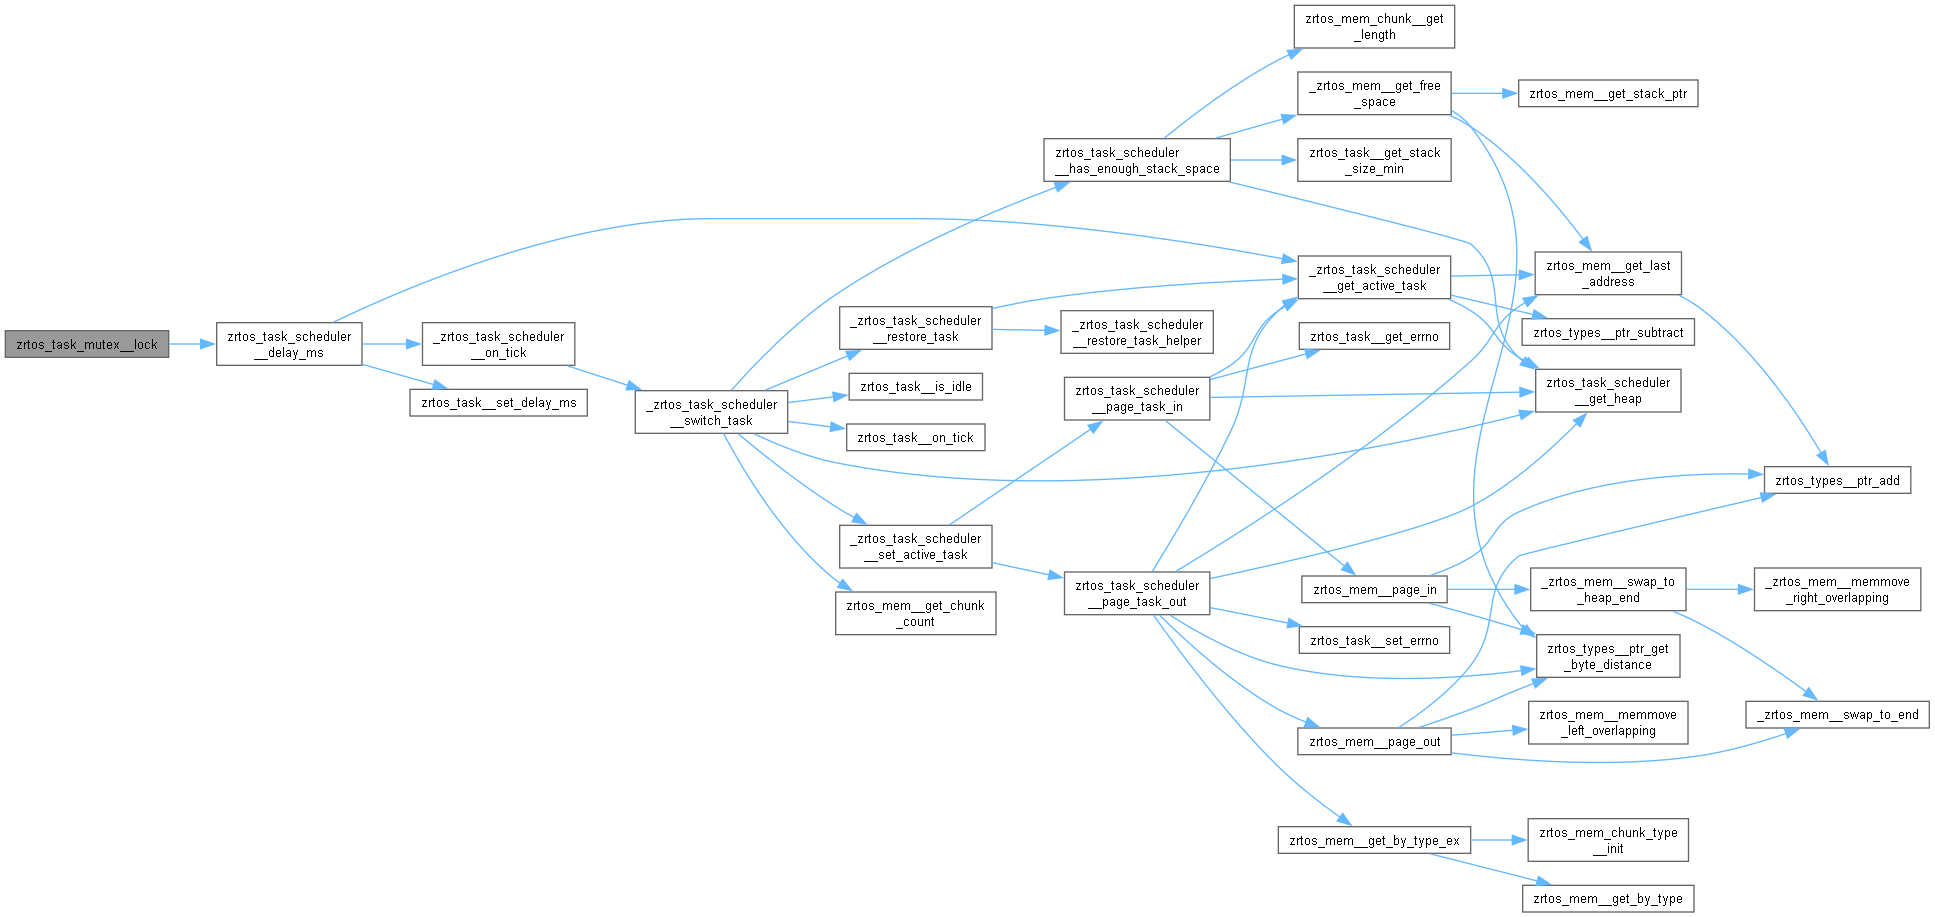 zrtos_mem_chunk__get
_length
_zrtos_mem__get_free
_space
zrtos_mem__get_stack_ptr
zrtos_task_scheduler
__has_enough_stack_space
zrtos_task__get_stack
_size_min
_zrtos_task_scheduler
__get_active_task
zrtos_mem__get_last
_address
zrtos_types__ptr_subtract
zrtos_task_mutex__lock
zrtos_task_scheduler
__delay_ms
_zrtos_task_scheduler
__on_tick
_zrtos_task_scheduler
__restore_task
_zrtos_task_scheduler
__restore_task_helper
zrtos_task__get_errno
zrtos_task__set_delay_ms
_zrtos_task_scheduler
__switch_task
zrtos_task__is_idle
zrtos_task_scheduler
__page_task_in
zrtos_task_scheduler
__get_heap
zrtos_task__on_tick
zrtos_types__ptr_add
_zrtos_task_scheduler
__set_active_task
zrtos_task_scheduler
__page_task_out
zrtos_mem__page_in
_zrtos_mem__swap_to
_heap_end
_zrtos_mem__memmove
_right_overlapping
zrtos_mem__get_chunk
_count
zrtos_task__set_errno
zrtos_types__ptr_get
_byte_distance
zrtos_mem__page_out
zrtos_mem__memmove
_left_overlapping
_zrtos_mem__swap_to_end
zrtos_mem__get_by_type_ex
zrtos_mem_chunk_type
__init
zrtos_mem__get_by_type